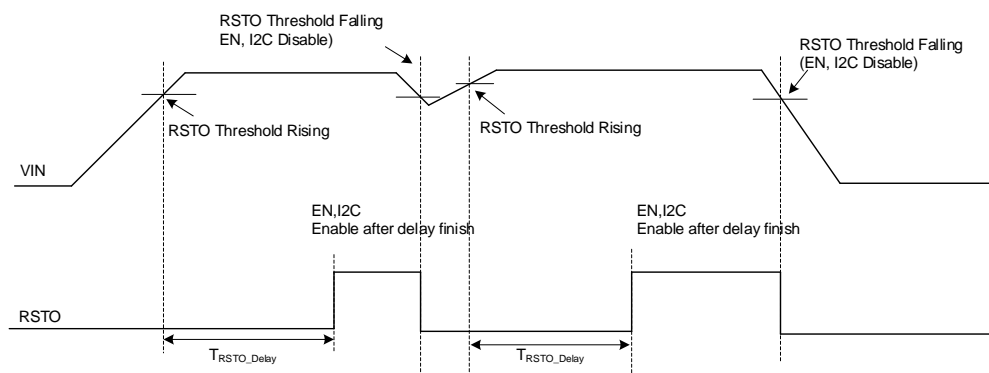 RSTO Threshold Falling
EN, I2C Disable)
RSTO Threshold Falling
(EN, I2C Disable)
RSTO Threshold Rising
RSTO Threshold Rising
VIN
EN,I2C
Enable after delay finish
EN,I2C
Enable after delay finish
RSTO
TRSTO_Delay
TRSTO_Delay